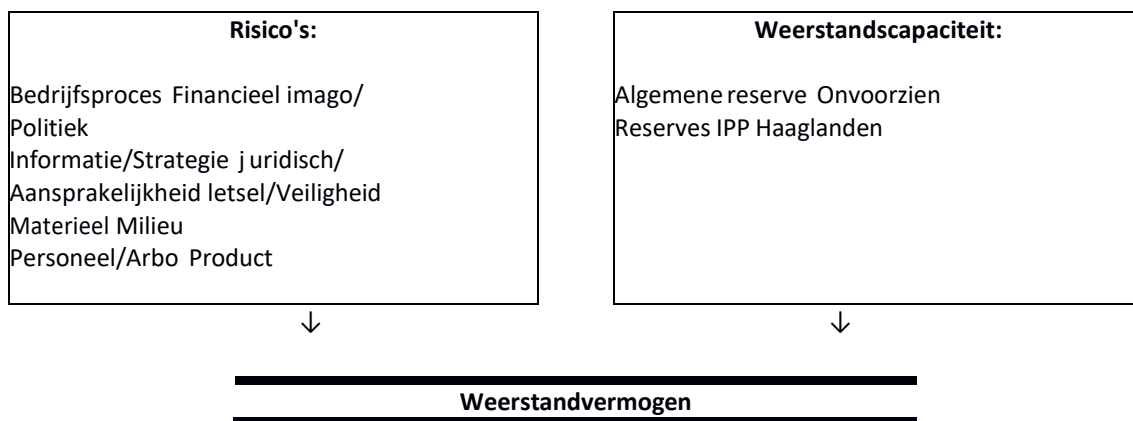 Risico's:
Bedrijfsproces Financieel imago/
Politiek
Informatie/Strategie j uridisch/
Aansprakelijkheid letsel/Veiligheid
Materieel Milieu
Personeel/Arbo Product
Weerstandscapaciteit:
Algemene reserve Onvoorzien
Reserves IPP Haaglanden
↓
↓
Weerstandvermogen